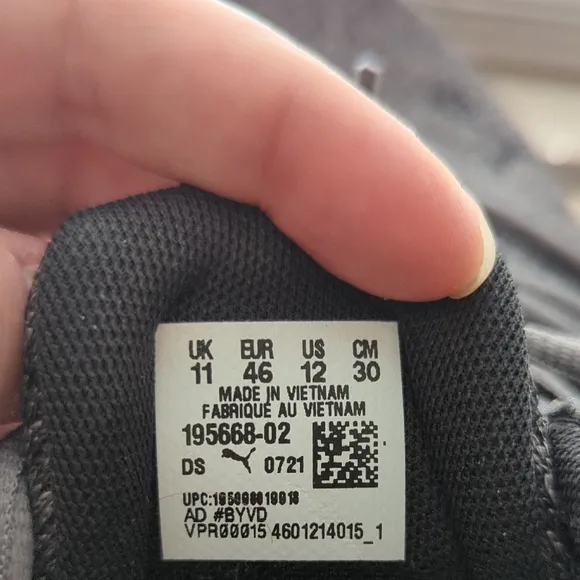 UK EUR US CM
11 46 12 30
MADE IN VIETNAM
FABRIQUÉ AU VIETNAM
195668-02
DS 0721
UPC:
AD #BYVD
VPR00015 4601214015_1